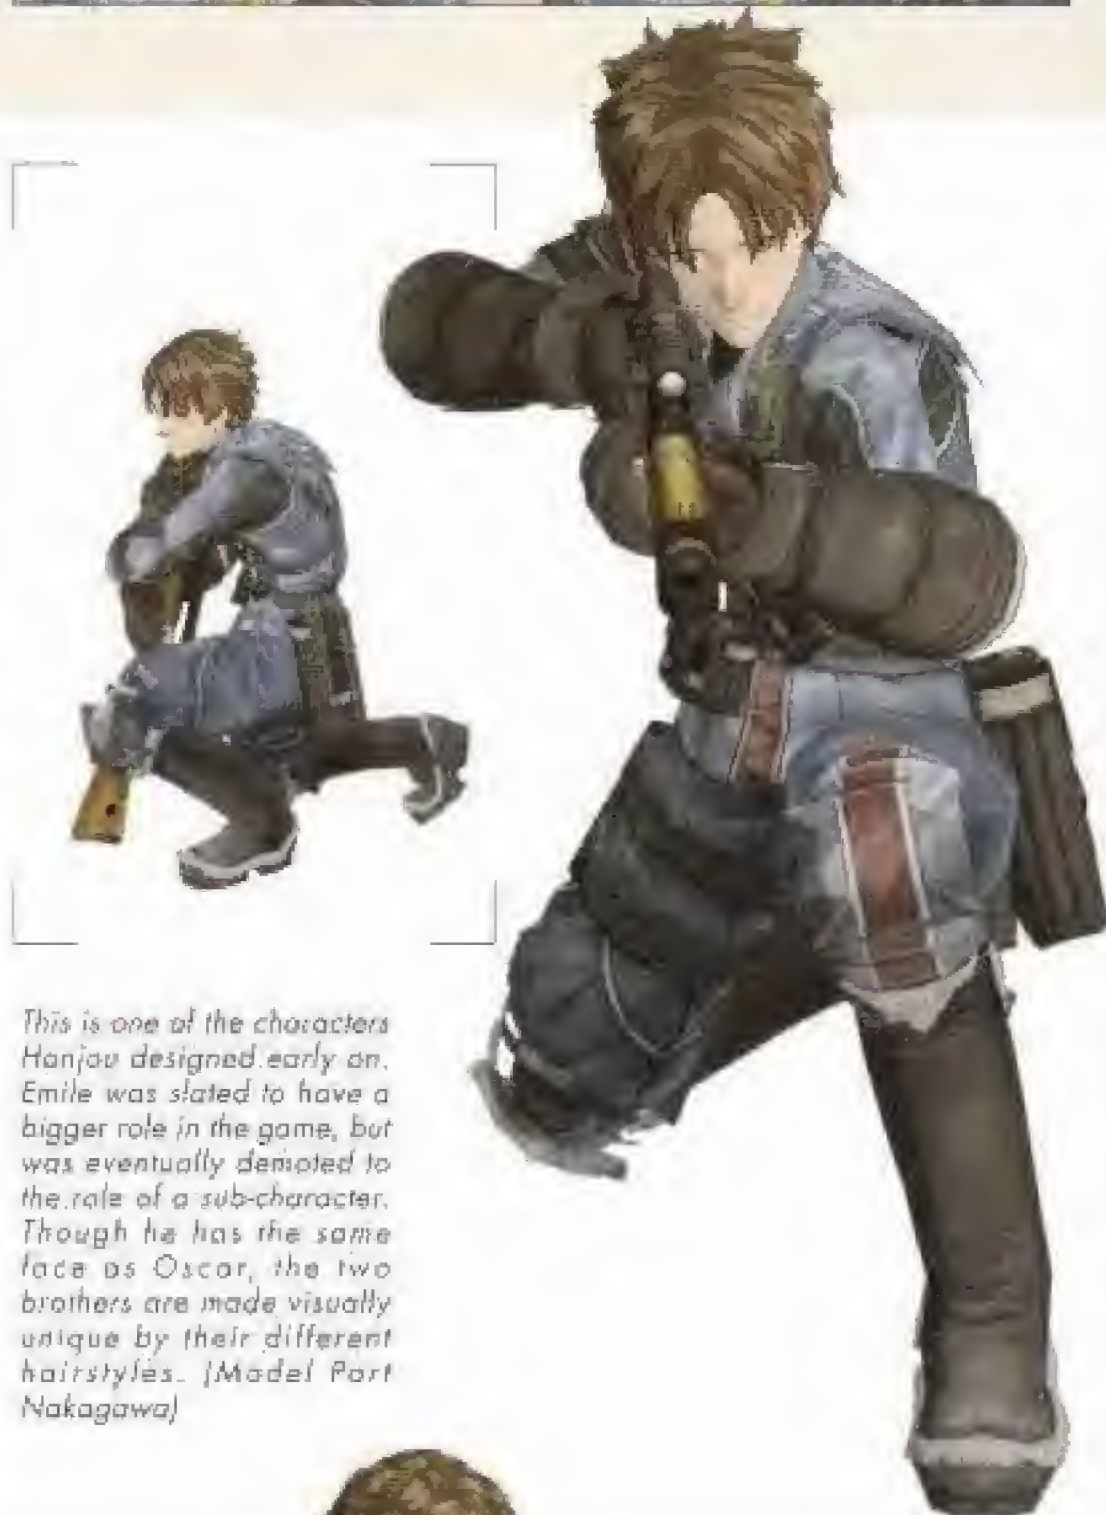 This is one of the characters
Honjou designed early on.
Emile was slated to have a
bigger role in the game, but
was eventually demoted to
the role of a sub-character.
Though he has the same
face as Oscar, the two
brothers are made visually
unique by their different
hairstyles. (Model Part
Nakagawa)